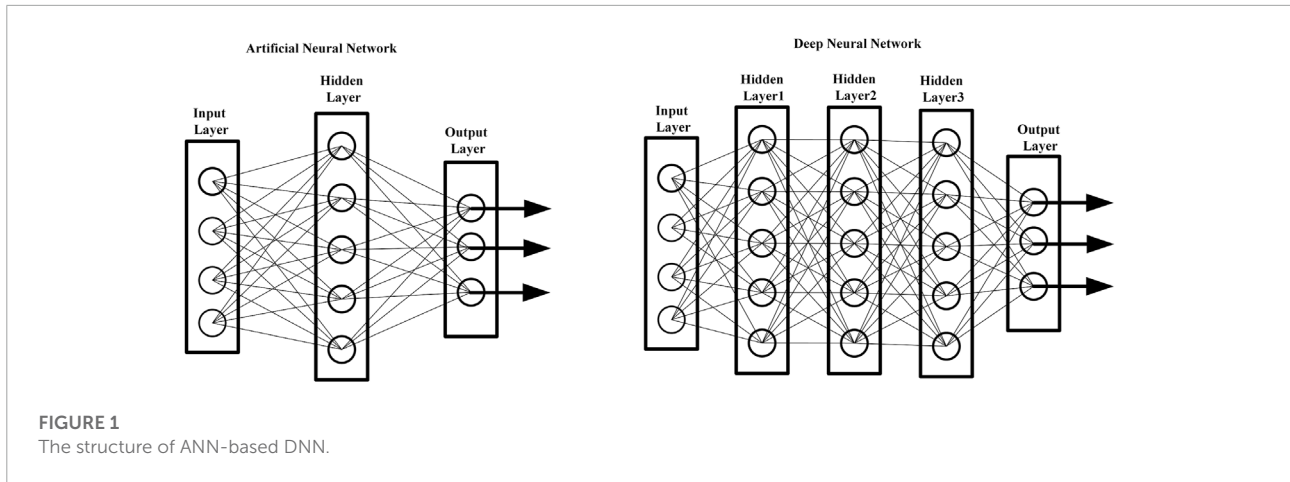 Artificial Neural Network
Input
Layer
Hidden
Layer
Output
Layer
Deep Neural Network
Input
Layer
Hidden
Layer1
Hidden
Layer2
Hidden
Layer3
Output
Layer
FIGURE 1
The structure of ANN-based DNN.